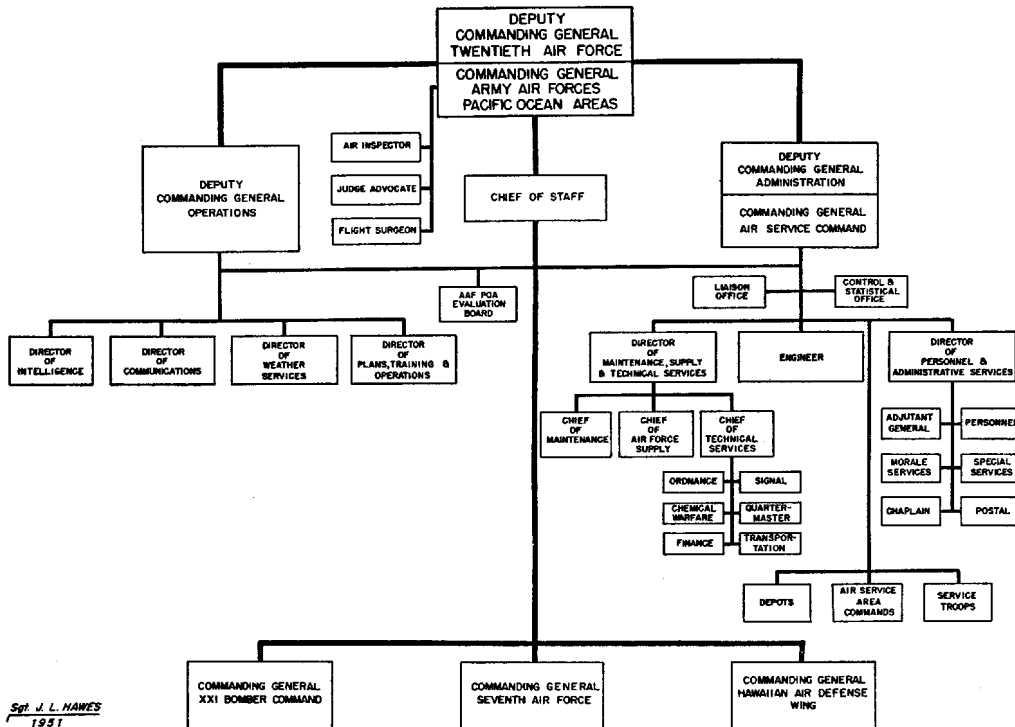 DEPUTY
COMMANDING GENERAL
TWENTIETH AIR FORCE
COMMANDING GENERAL
ARMY AIR FORCES
PACIFIC OCEAN AREAS
AIR INSPECTOR
JUDGE ADVOCATE
FLIGHT SURGEON
DEPUTY
COMMANDING GENERAL
OPERATIONS
CHIEF OF STAFF
DEPUTY
COMMANDING GENERAL
ADMINISTRATION
COMMANDING GENERAL
AIR SERVICE COMMAND
AAF POA
EVALUATION
BOARD
LIAISON
OFFICE
CONTROL &
STATISTICAL
OFFICE
DIRECTOR
OF
INTELLIGENCE
DIRECTOR
OF
COMMUNICATIONS
DIRECTOR
OF
WEATHER
SERVICES
DIRECTOR
OF
PLANS, TRAINING &
OPERATIONS
DIRECTOR
OF
MAINTENANCE, SUPPLY
& TECHNICAL SERVICES
ENGINEER
DIRECTOR
OF
PERSONNEL &
ADMINISTRATIVE SERVICES
CHIEF
OF
MAINTENANCE
CHIEF
OF
AIR FORCE
SUPPLY
CHIEF
OF
TECHNICAL
SERVICES
ADJUTANT
GENERAL
PERSONNEL
MORALE
SERVICES
SPECIAL
SERVICES
CHAPLAIN
POSTAL
ORDNANCE
SIGNAL
CHEMICAL
WARFARE
QUARTER-
MASTER
FINANCE
TRANSPOR-
TATION
DEPOTS
AIR SERVICE
AREA
COMMANDS
SERVICE
TROOPS
COMMANDING GENERAL
XXI BOMBER COMMAND
COMMANDING GENERAL
SEVENTH AIR FORCE
COMMANDING GENERAL
HAWAIIAN AIR DEFENSE
WING
Sgt. J. L. HAWES
1951